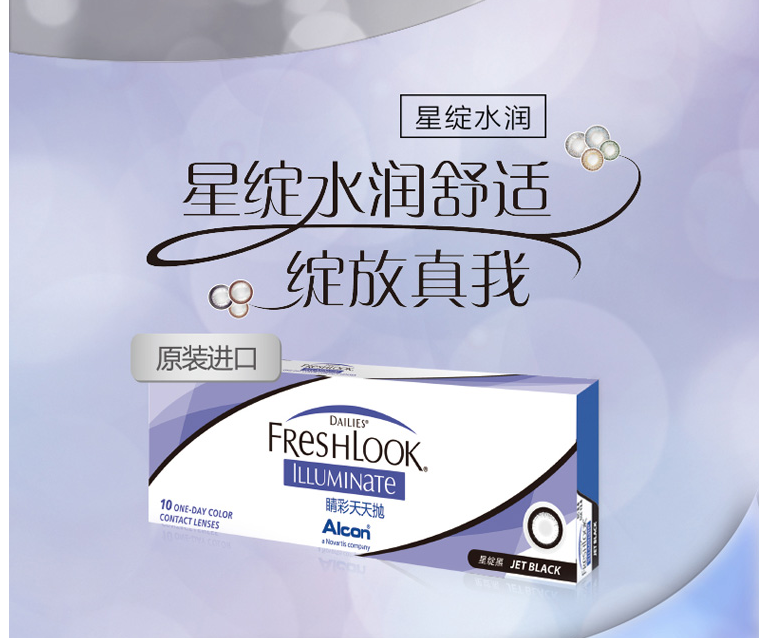 星绽水润
星绽水润舒适
绽放真我
原装进口
DAILIES®
FRESHLOOK®
ILLUMINATE
睛彩天天抛
10 ONE-DAY COLOR
CONTACT LENSES
Alcon®
a Novartis company
星绽黑 JET BLACK
JET BLACK